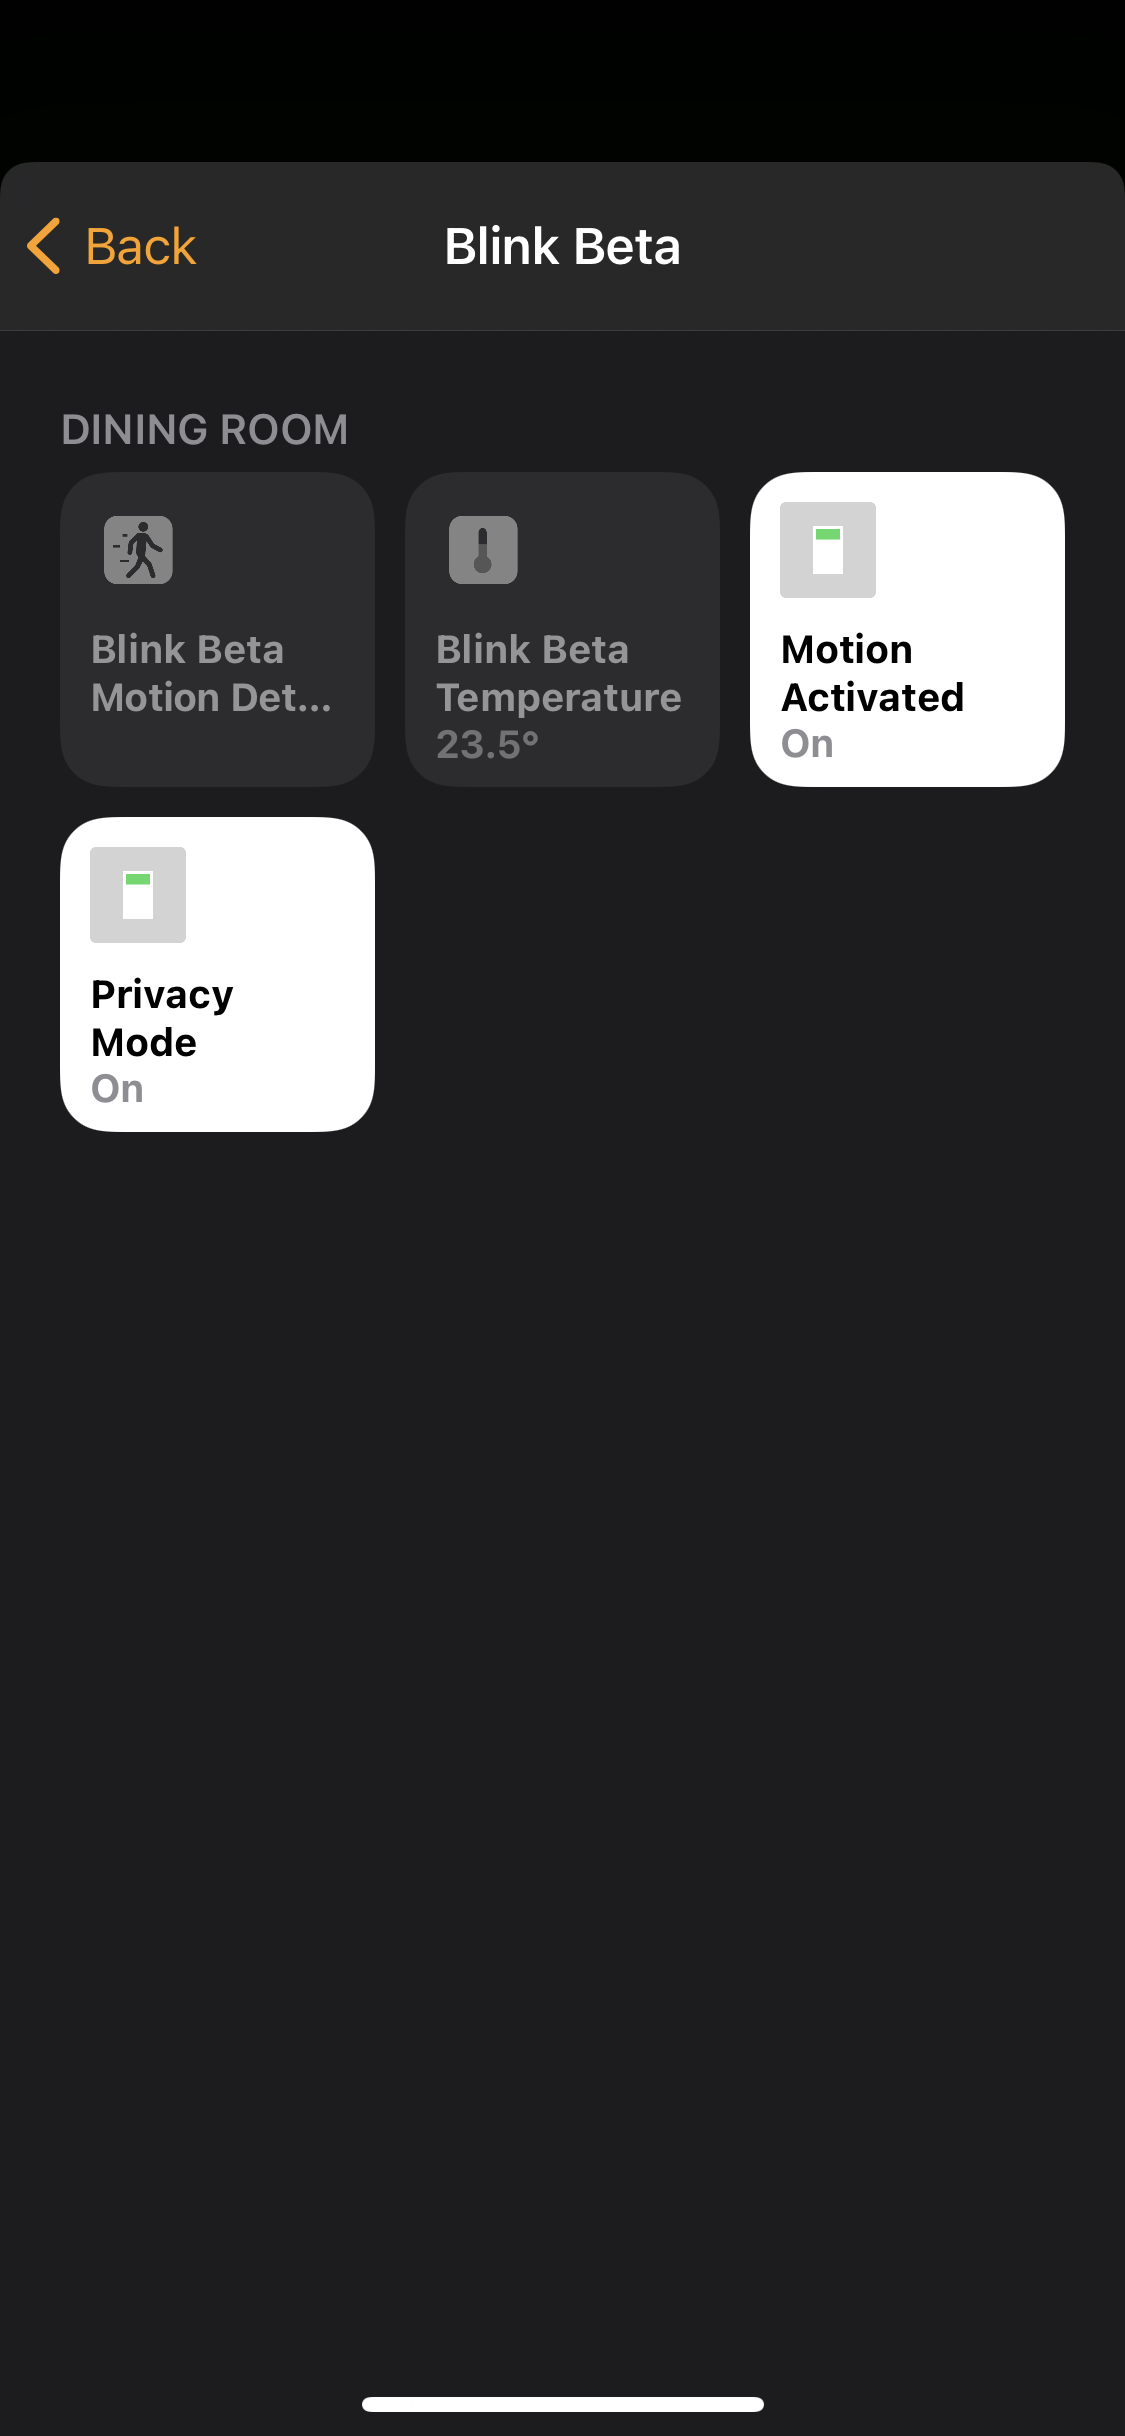 Back
Blink Beta
DINING ROOM
Blink Beta
Motion Det...
Blink Beta
Temperature
23.5°
Motion
Activated
On
Privacy
Mode
On